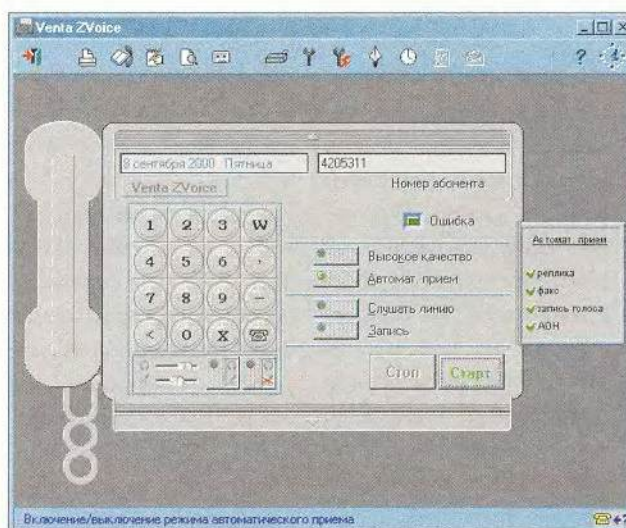 Venta ZVoice
?
8 сентября 2000 Пятница
4205311
Venta ZVoice
Номер абонента
Ошибка
1 2 3 W
4 5 6 ,
7 8 9 −
< 0 X
Высокое качество
Автомат. прием
Слушать линию
Запись
Стоп
Старт
Автомат. прием
реплика
факс
запись голоса
АОН
Включение/выключение режима автоматического приема